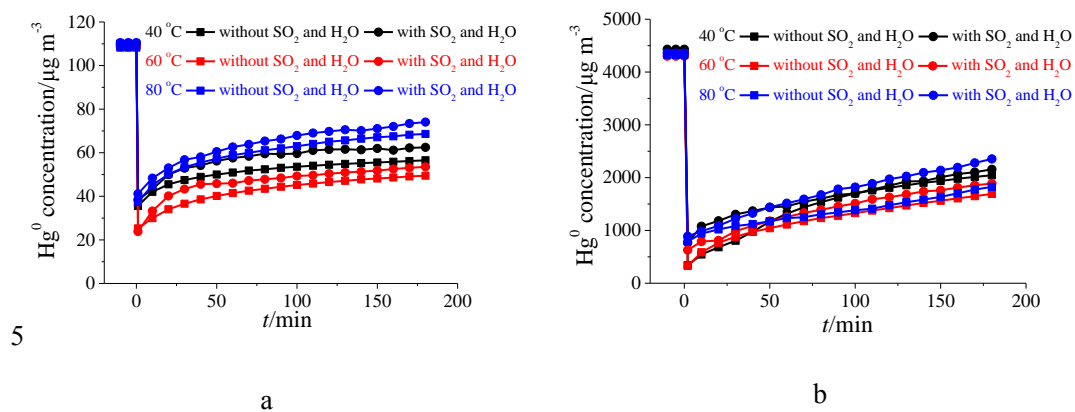 40 °C without SO₂ and H₂O with SO₂ and H₂O
60 °C without SO₂ and H₂O with SO₂ and H₂O
80 °C without SO₂ and H₂O with SO₂ and H₂O
Hg⁰ concentration/μg m⁻³
120
100
80
60
40
20
0
0 50 100 150 200
t/min
40 °C without SO₂ and H₂O with SO₂ and H₂O
60 °C without SO₂ and H₂O with SO₂ and H₂O
80 °C without SO₂ and H₂O with SO₂ and H₂O
Hg⁰ concentration/μg m⁻³
5000
4000
3000
2000
1000
0
0 50 100 150 200
t/min
5
a b